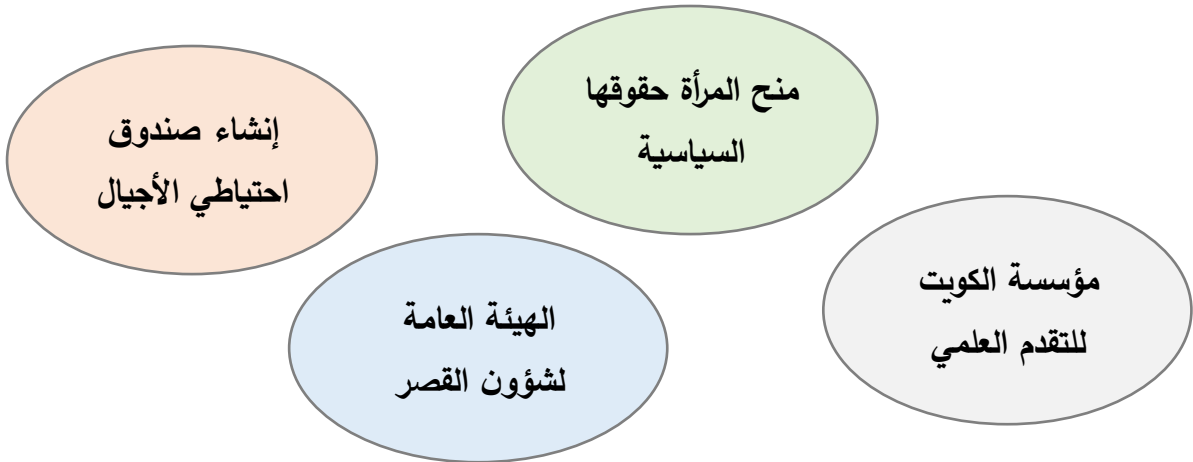 منح المرأة حقوقها
السياسية
إنشاء صندوق
احتياطي الأجيال
مؤسسة الكويت
للتقدم العلمي
الهيئة العامة
لشؤون القصر